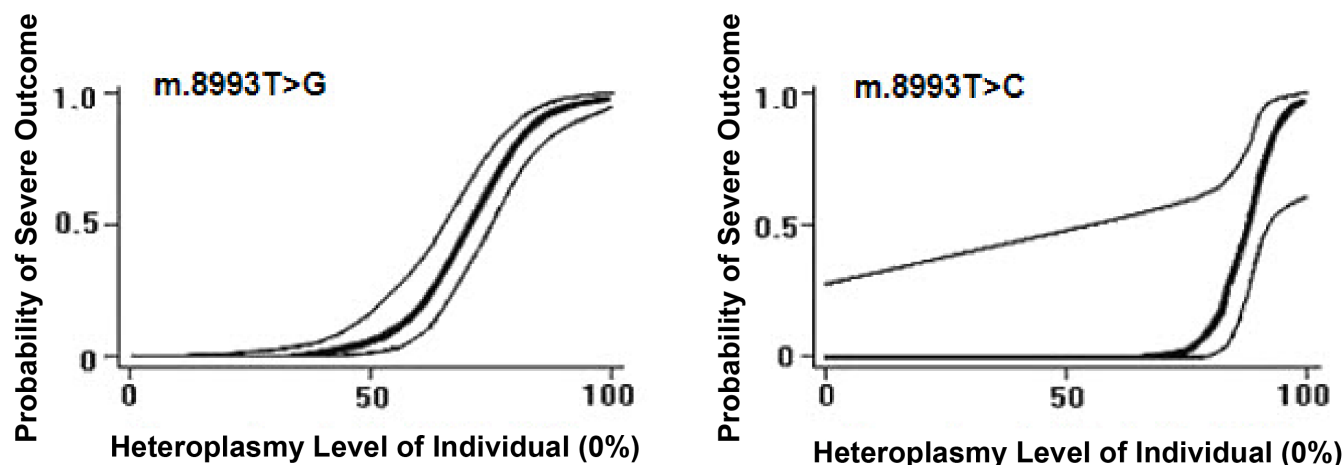 Probability of Severe Outcome
m.8993T>G
1.0
0.5
0
0
50
100
Heteroplasmy Level of Individual (0%)
Probability of Severe Outcome
m.8993T>C
1.0
0.5
0
0
50
100
Heteroplasmy Level of Individual (0%)